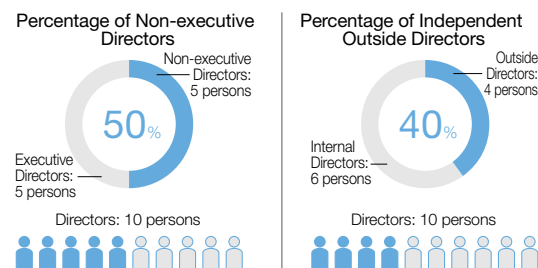 Percentage of Non-executive
Directors
Non-executive
Directors:
5 persons
50%
Executive
Directors:
5 persons
Directors: 10 persons
Percentage of Independent
Outside Directors
Outside
Directors:
4 persons
40%
Internal
Directors:
6 persons
Directors: 10 persons